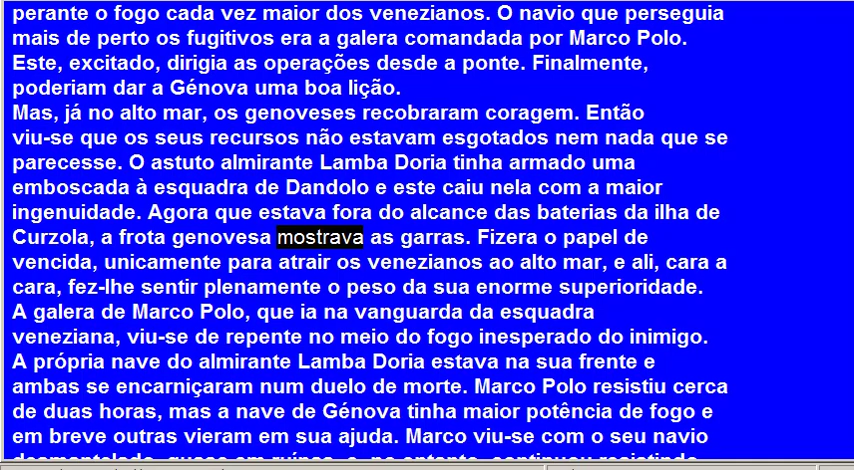 perante o fogo cada vez maior dos venezianos. O navio que perseguia
mais de perto os fugitivos era a galera comandada por Marco Polo.
Este, excitado, dirigia as operações desde a ponte. Finalmente,
poderiam dar a Génova uma boa lição.
Mas, já no alto mar, os genoveses recobraram coragem. Então
viu-se que os seus recursos não estavam esgotados nem nada que se
parecesse. O astuto almirante Lamba Doria tinha armado uma
emboscada à esquadra de Dandolo e este caiu nela com a maior
ingenuidade. Agora que estava fora do alcance das baterias da ilha de
Curzola, a frota genovesa mostrava as garras. Fizera o papel de
vencida, unicamente para atrair os venezianos ao alto mar, e ali, cara a
cara, fez-lhe sentir plenamente o peso da sua enorme superioridade.
A galera de Marco Polo, que ia na vanguarda da esquadra
veneziana, viu-se de repente no meio do fogo inesperado do inimigo.
A própria nave do almirante Lamba Doria estava na sua frente e
ambas se encarniçaram num duelo de morte. Marco Polo resistiu cerca
de duas horas, mas a nave de Génova tinha maior potência de fogo e
em breve outras vieram em sua ajuda. Marco viu-se com o seu navio
desmantelado, quase em ruínas, e, no entanto, continuou resistindo